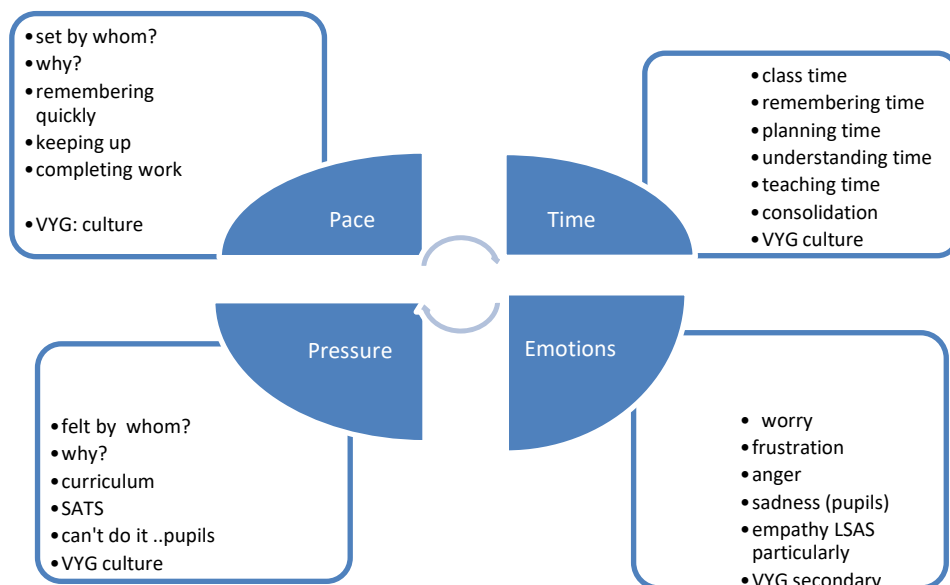 •set by whom?
•why?
•remembering
quickly
•keeping up
•completing work
•VYG: culture
Pace
•class time
•remembering time
•planning time
•understanding time
•teaching time
•consolidation
•VYG culture
Time
Pressure
•felt by whom?
•why?
•curriculum
•SATS
•can't do it ..pupils
•VYG culture
Emotions
• worry
•frustration
•anger
•sadness (pupils)
•empathy LSAS
particularly
•VYG secondary